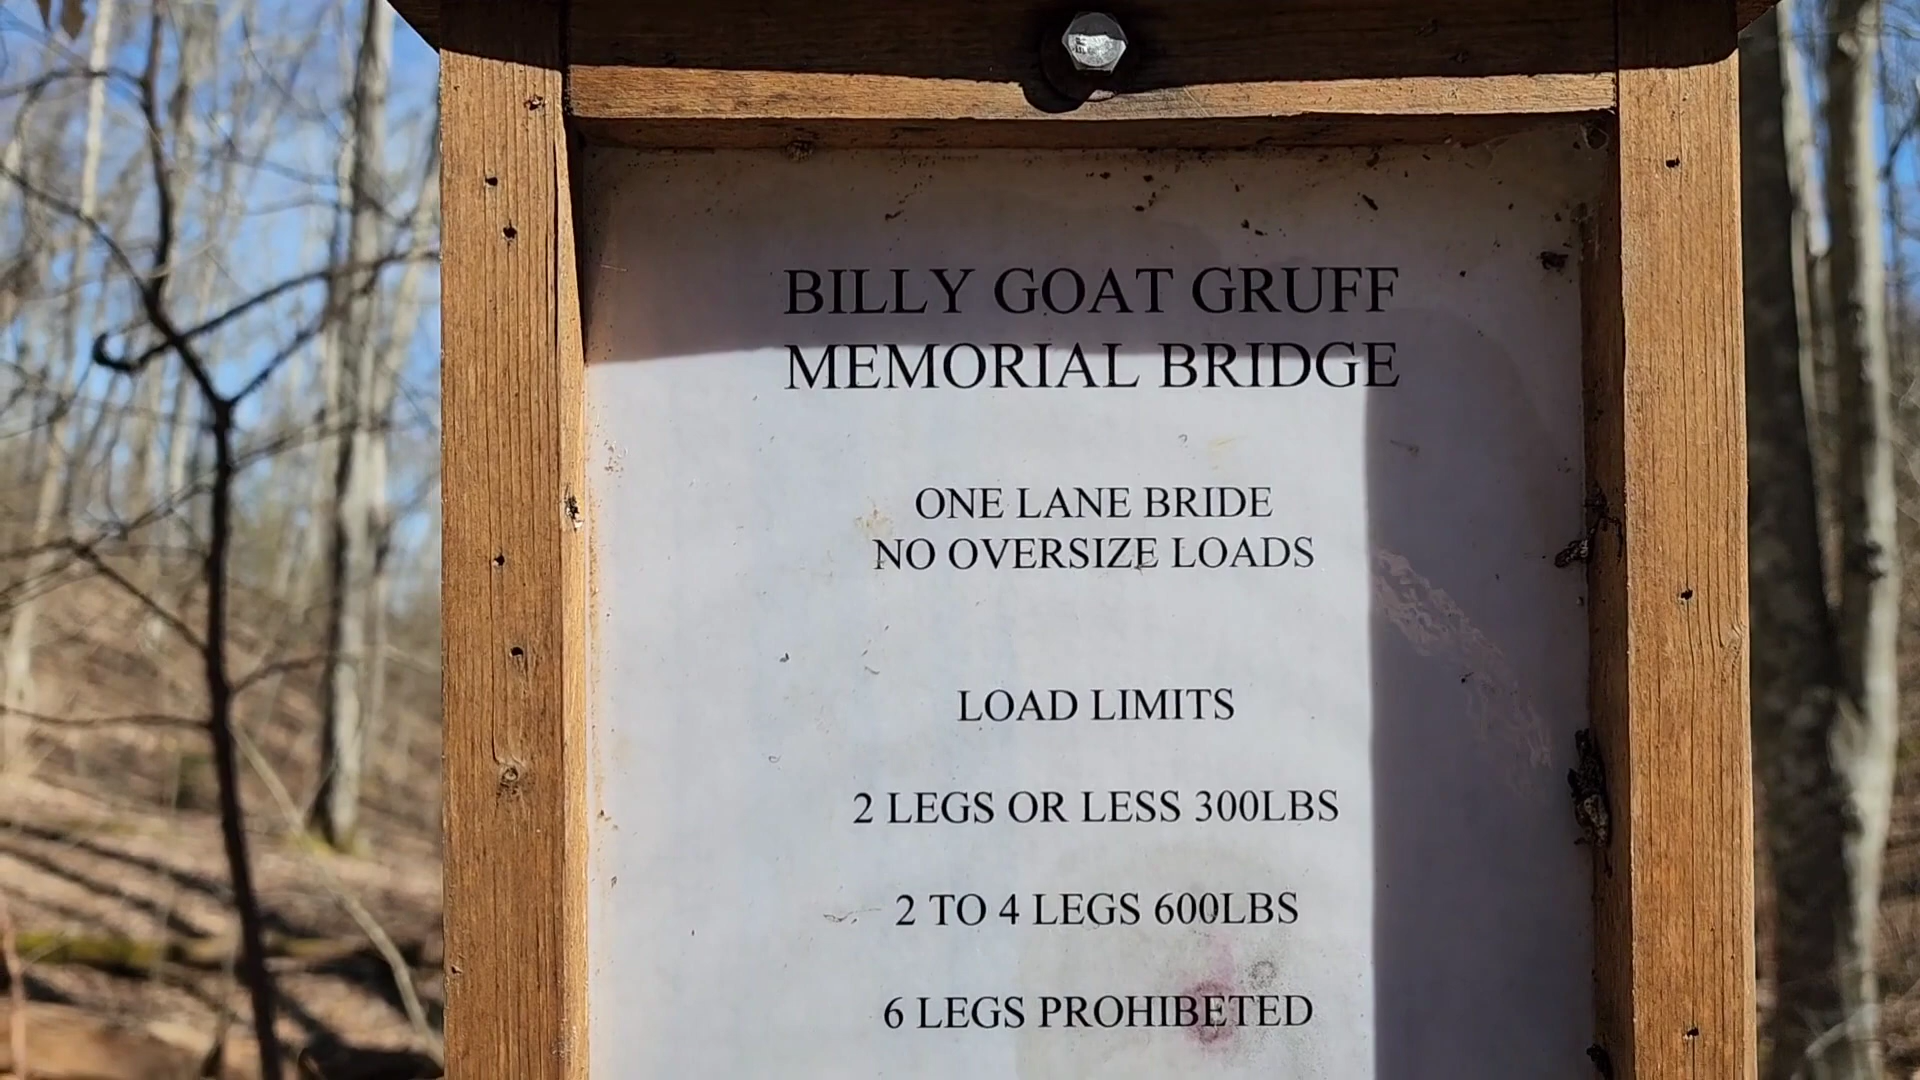 BILLY GOAT GRUFF
MEMORIAL BRIDGE
ONE LANE BRIDE
NO OVERSIZE LOADS
LOAD LIMITS
2 LEGS OR LESS 300LBS
2 TO 4 LEGS 600LBS
6 LEGS PROHIBETED